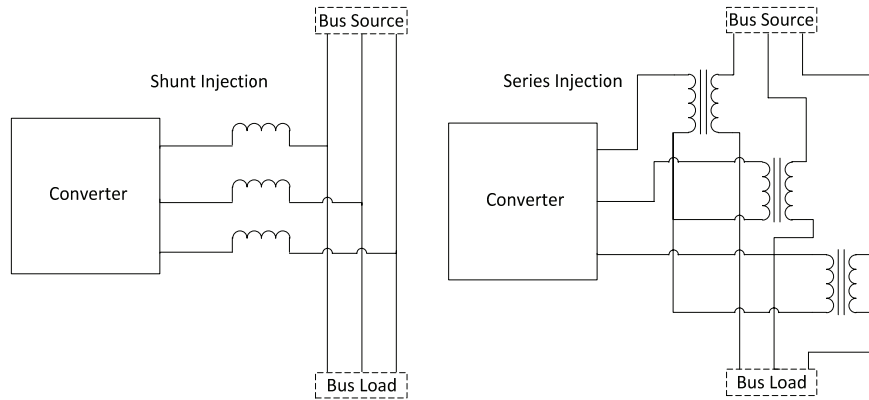 Bus Source
Shunt Injection
Converter
Bus Load
Bus Source
Series Injection
Converter
Bus Load